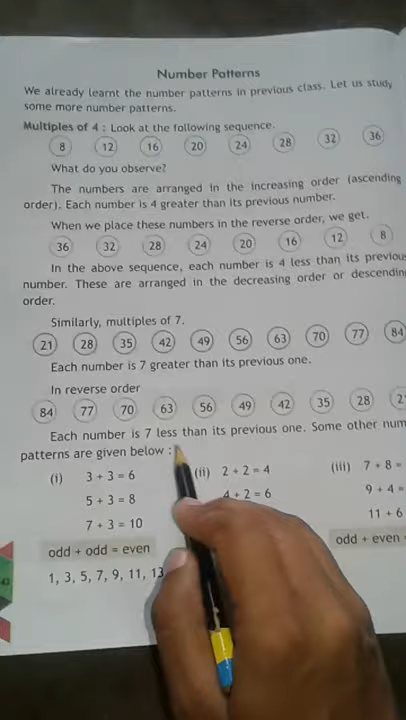 Number Patterns
We already learnt the number patterns in previous class. Let us study
some more number patterns.
Multiples of 4 : Look at the following sequence.
8 12 16 20 24 28 32 36
What do you observe?
The numbers are arranged in the increasing order (ascending
order). Each number is 4 greater than its previous number.
When we place these numbers in the reverse order, we get.
36 32 28 24 20 16 12 8
In the above sequence, each number is 4 less than its previous
number. These are arranged in the decreasing order or descending
order.
Similarly, multiples of 7.
21 28 35 42 49 56 63 70 77 84
Each number is 7 greater than its previous one.
In reverse order
84 77 70 63 56 49 42 35 28
Each number is 7 less than its previous one. Some other num
patterns are given below :
(i) 3 + 3 = 6 (ii) 2 + 2 = 4 (iii) 7 + 8 =
5 + 3 = 8 4 + 2 = 6 9 + 4 =
7 + 3 = 10 11 + 6
odd + odd = even odd + even
1, 3, 5, 7, 9, 11, 13